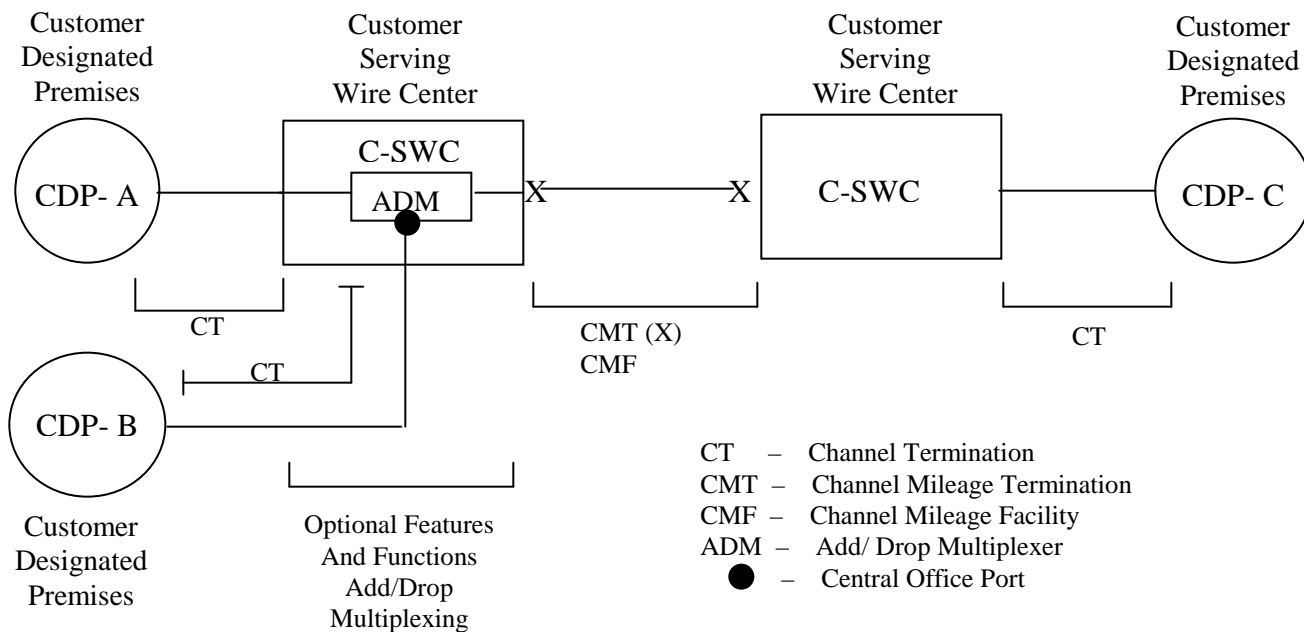 Customer
Designated
Premises
Customer
Serving
Wire Center
Customer
Serving
Wire Center
Customer
Designated
Premises
CDP- A
C-SWC
ADM
X
X
C-SWC
CDP- C
CT
CMT (X)
CMF
CT
CT
CDP- B
Customer
Designated
Premises
Optional Features
And Functions
Add/Drop
Multiplexing
CT – Channel Termination
CMT – Channel Mileage Termination
CMF – Channel Mileage Facility
ADM – Add/ Drop Multiplexer
– Central Office Port